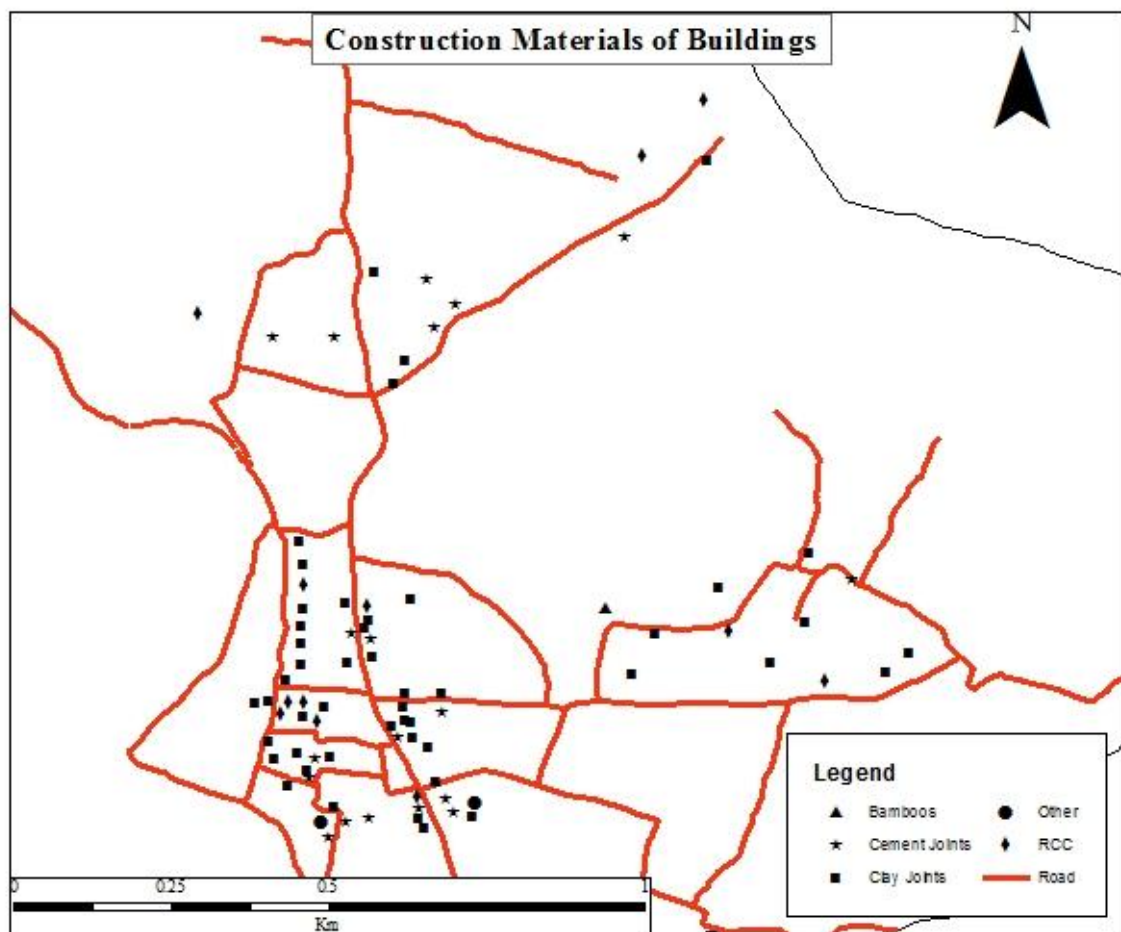 Construction Materials of Buildings
N
Legend
Bamboos
Other
Cement Joints
RCC
Clay Joints
Road
0 0.25 0.5 1
Km